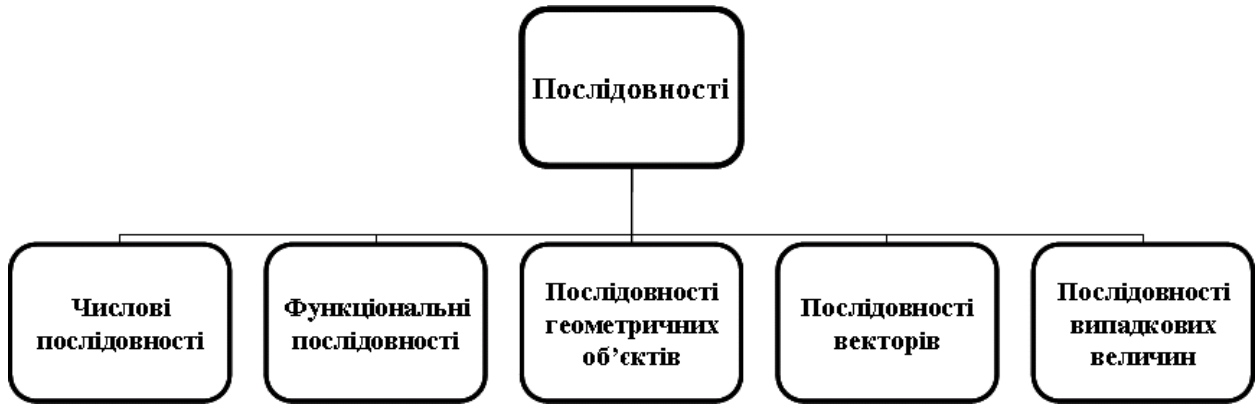 Послідовності
Числові
послідовності
Функціональні
послідовності
Послідовності
геометричних
об’єктів
Послідовності
векторів
Послідовності
випадкових
величин